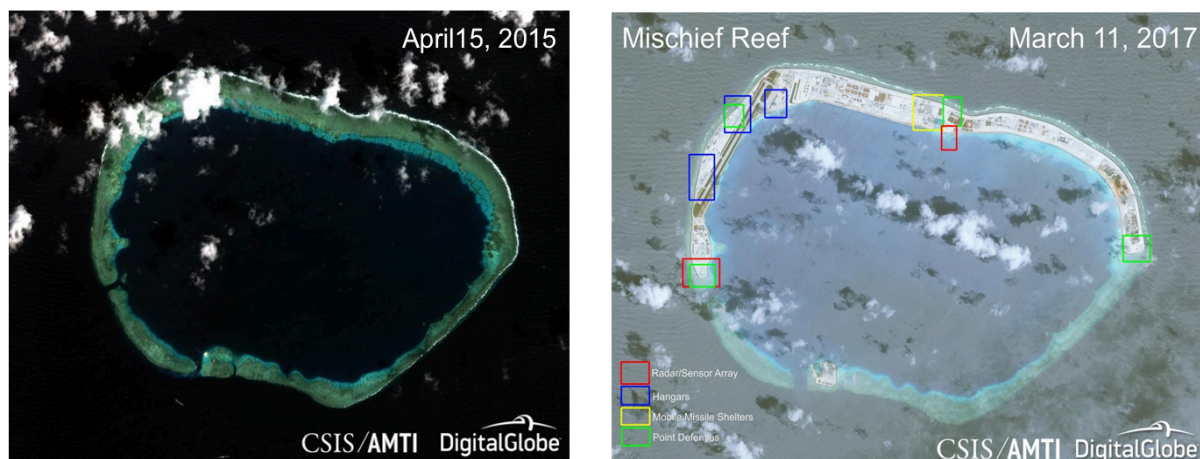 April15, 2015
CSIS/AMTI DigitalGlobe
Mischief Reef March 11, 2017
Radar/Sensor Array
Hangars
Mobile Missile Shelters
Point Defenses
CSIS/AMTI DigitalGlobe